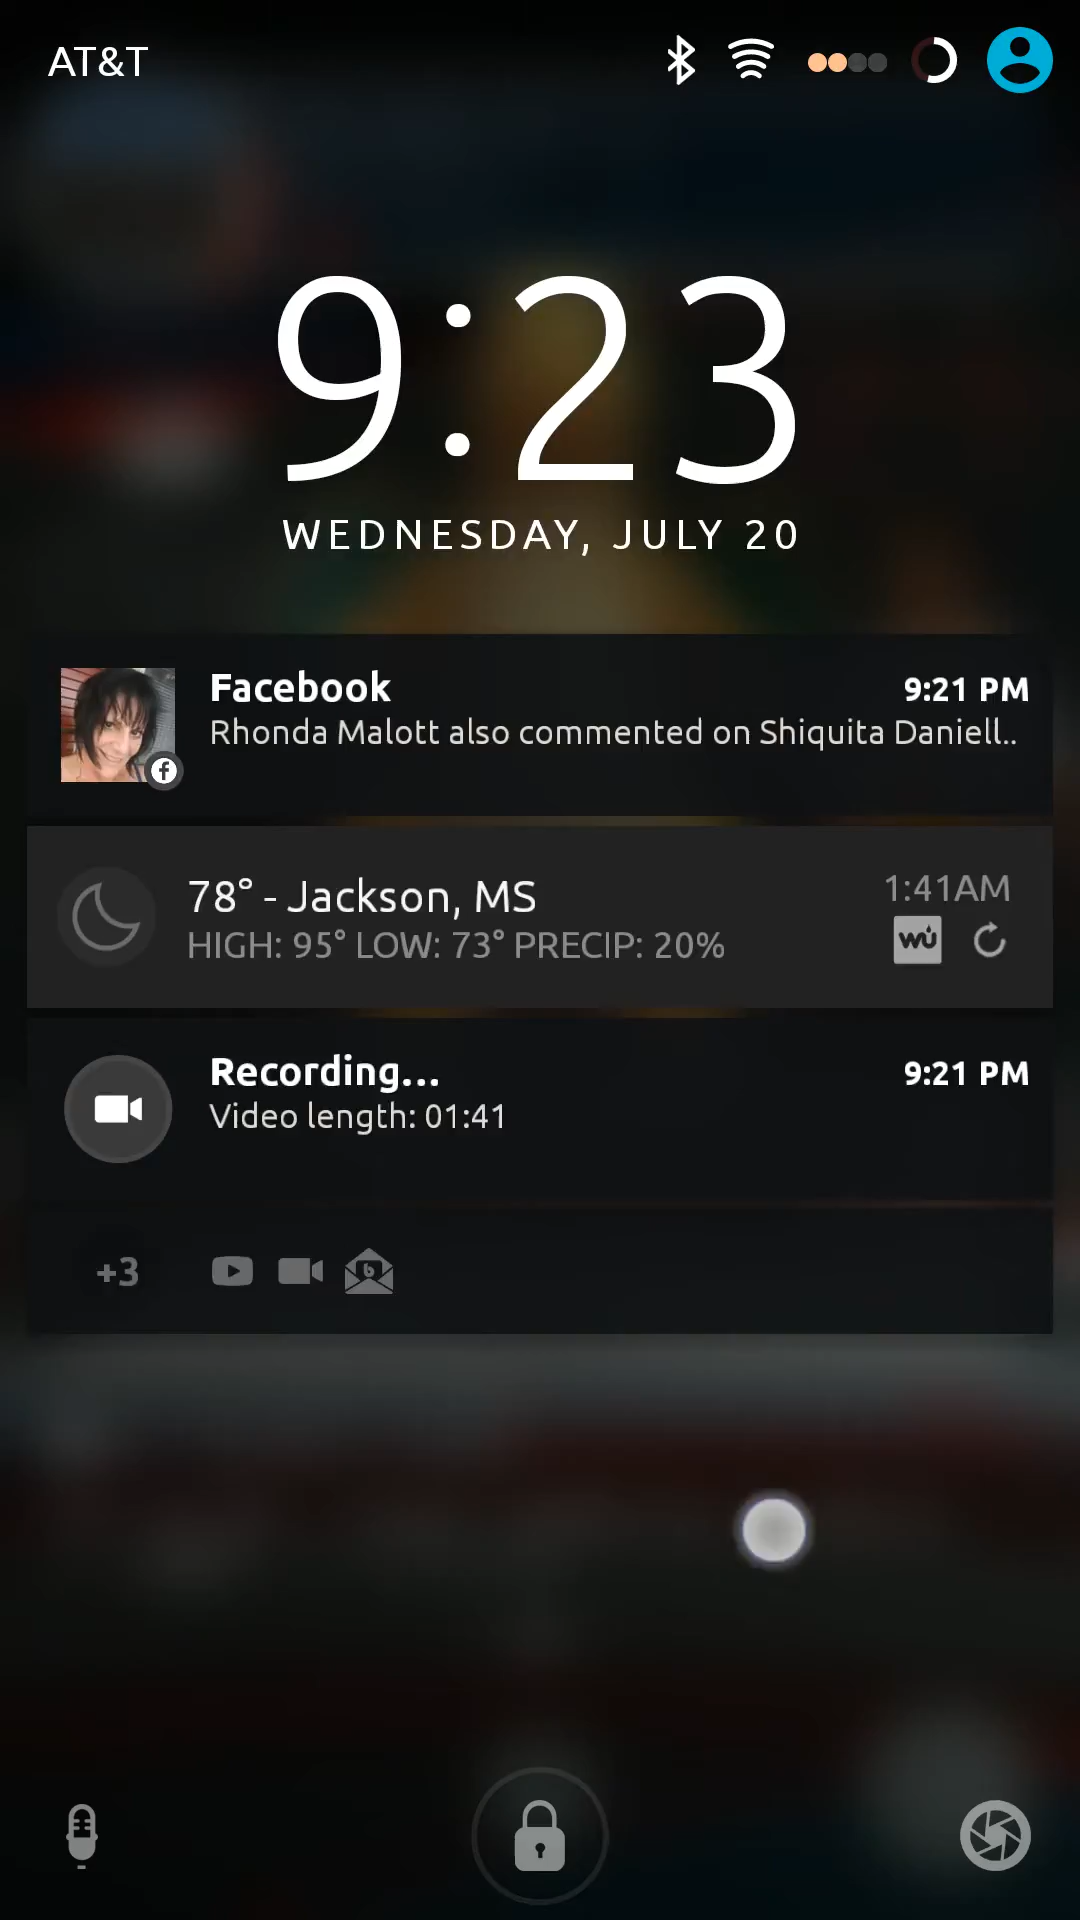 AT&T
9:23
WEDNESDAY, JULY 20
Facebook 9:21 PM
Rhonda Malott also commented on Shiquita Daniell..
78° - Jackson, MS 1:41AM
HIGH: 95° LOW: 73° PRECIP: 20% wu
Recording... 9:21 PM
Video length: 01:41
+3